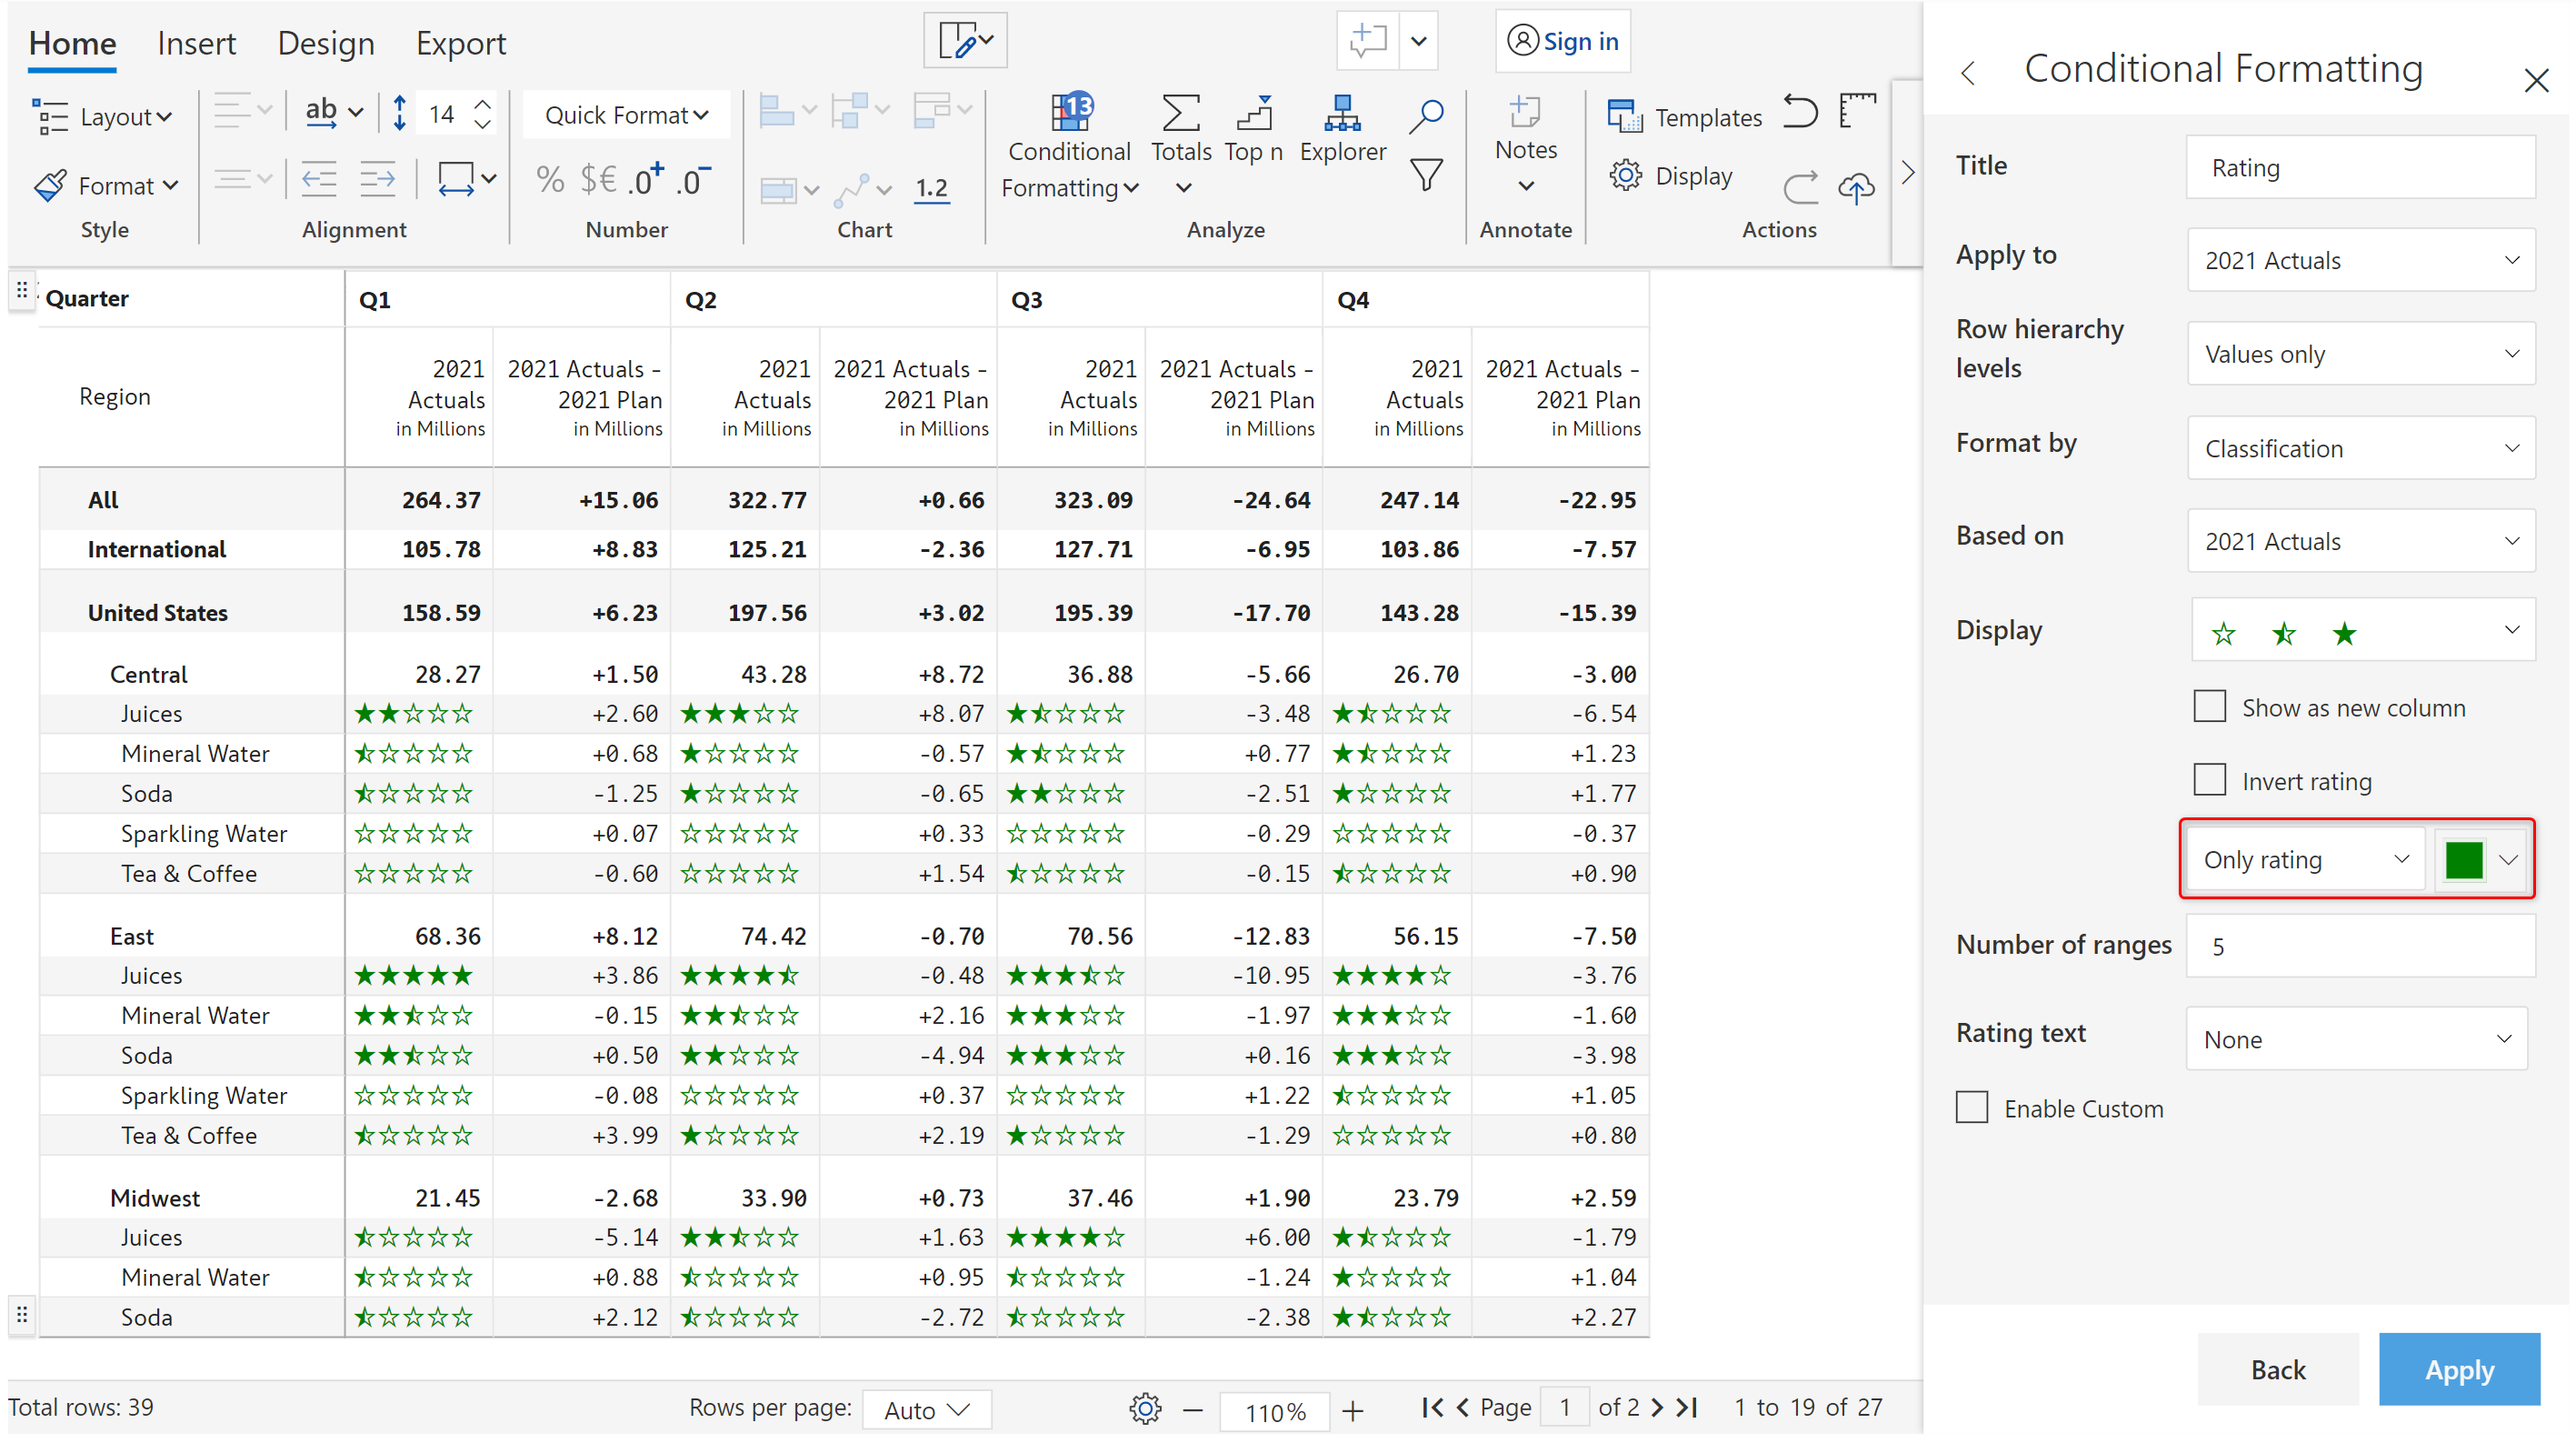 Home Insert Design Export Sign in
Layout ab 14 Quick Format 13 Templates
Conditional Formatting Totals Top n Explorer Notes
Format % $€ .0+ .0- 1.2 Display
Style Alignment Number Chart Analyze Annotate Actions
Quarter Q1 Q2 Q3 Q4
Region 2021 Actuals in Millions 2021 Actuals - 2021 Plan in Millions 2021 Actuals in Millions 2021 Actuals - 2021 Plan in Millions 2021 Actuals in Millions 2021 Actuals - 2021 Plan in Millions 2021 Actuals in Millions 2021 Actuals - 2021 Plan in Millions
All 264.37 +15.06 322.77 +0.66 323.09 -24.64 247.14 -22.95
International 105.78 +8.83 125.21 -2.36 127.71 -6.95 103.86 -7.57
United States 158.59 +6.23 197.56 +3.02 195.39 -17.70 143.28 -15.39
Central 28.27 +1.50 43.28 +8.72 36.88 -5.66 26.70 -3.00
Juices +2.60 +8.07 -3.48 -6.54
Mineral Water +0.68 -0.57 +0.77 +1.23
Soda -1.25 -0.65 -2.51 +1.77
Sparkling Water +0.07 +0.33 -0.29 -0.37
Tea & Coffee -0.60 +1.54 -0.15 +0.90
East 68.36 +8.12 74.42 -0.70 70.56 -12.83 56.15 -7.50
Juices +3.86 -0.48 -10.95 -3.76
Mineral Water -0.15 +2.16 -1.97 -1.60
Soda +0.50 -4.94 +0.16 -3.98
Sparkling Water -0.08 +0.37 +1.22 +1.05
Tea & Coffee +3.99 +2.19 -1.29 +0.80
Midwest 21.45 -2.68 33.90 +0.73 37.46 +1.90 23.79 +2.59
Juices -5.14 +1.63 +6.00 -1.79
Mineral Water +0.88 +0.95 -1.24 +1.04
Soda +2.12 -2.72 -2.38 +2.27
Total rows: 39 Rows per page: Auto 110% Page 1 of 2 1 to 19 of 27
Conditional Formatting
Title Rating
Apply to 2021 Actuals
Row hierarchy levels Values only
Format by Classification
Based on 2021 Actuals
Display
Show as new column
Invert rating
Only rating
Number of ranges 5
Rating text None
Enable Custom
Back Apply